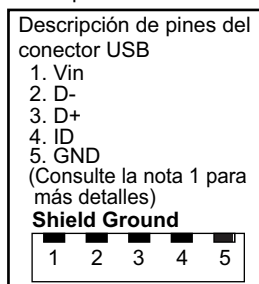 Descripción de pines del
conector USB
1. Vin
2. D-
3. D+
4. ID
5. GND
(Consulte la nota 1 para
más detalles)
Shield Ground
1 2 3 4 5